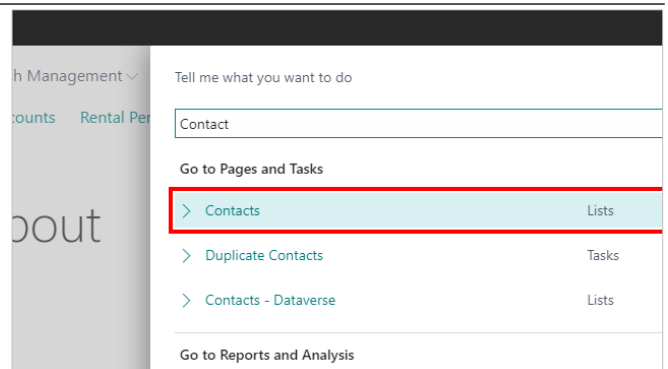 h Management
Tell me what you want to do
counts Rental Per
Contact
Go to Pages and Tasks
Contacts Lists
bout
Duplicate Contacts Tasks
Contacts - Dataverse Lists
Go to Reports and Analysis